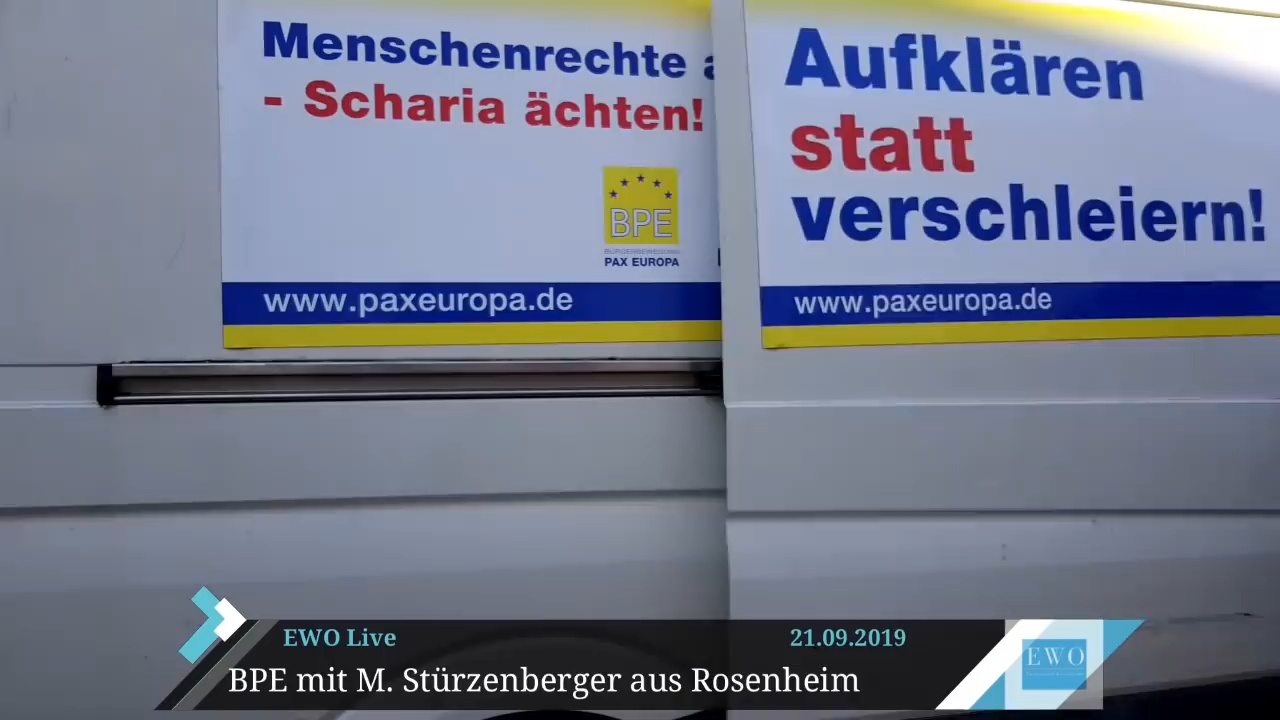 Menschenrechte
- Scharia ächten!
BPE
PAX EUROPA
www.paxeuropa.de
Aufklären
statt
verschleiern!
www.paxeuropa.de
EWO Live
21.09.2019
BPE mit M. Stürzenberger aus Rosenheim
EWO